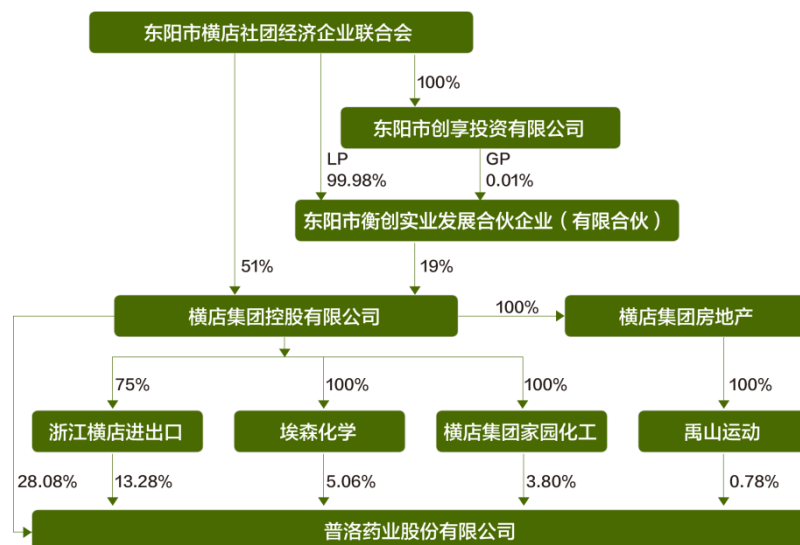 东阳市横店社团经济企业联合会
100%
东阳市创享投资有限公司
LP
99.98%
GP
0.01%
东阳市衡创实业发展合伙企业（有限合伙）
51%
19%
横店集团控股有限公司
100%
横店集团房地产
75%
100%
100%
100%
浙江横店进出口
埃森化学
横店集团家园化工
禹山运动
28.08%
13.28%
5.06%
3.80%
0.78%
普洛药业股份有限公司